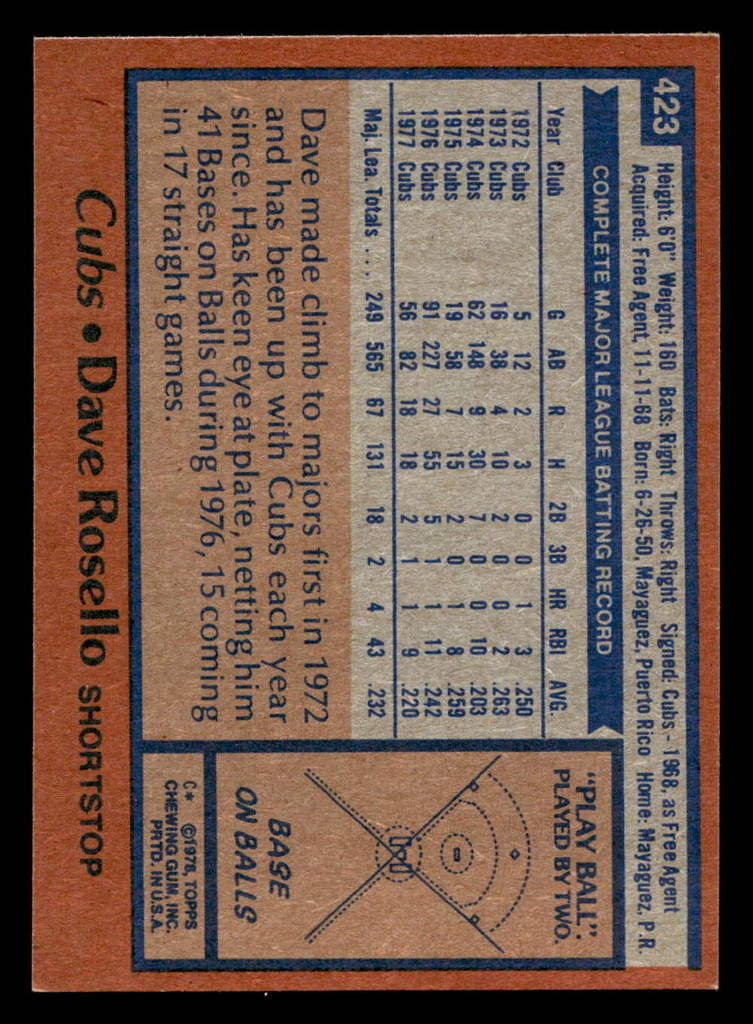 423
Height: 6'0" Weight: 160 Bats: Right Throws: Right Signed: Cubs - 1968, as Free Agent
Acquired: Free Agent, 11-11-68 Born: 6-26-50, Mayaguez, Puerto Rico Home: Mayaguez, P.R.
COMPLETE MAJOR LEAGUE BATTING RECORD
Year Club G AB R H 2B 3B HR RBI AVG.
1972 Cubs 5 12 2 3 0 0 1 3 .250
1973 Cubs 16 38 4 10 2 0 0 2 .263
1974 Cubs 62 148 9 30 7 0 0 10 .203
1975 Cubs 19 58 7 15 2 0 1 8 .259
1976 Cubs 91 227 27 55 5 1 1 11 .242
1977 Cubs 56 82 18 18 2 1 1 9 .220
Maj. Lea. Totals .... 249 565 67 131 18 2 4 43 .232
Dave made climb to majors first in 1972
and has been up with Cubs each year
since. Has keen eye at plate, netting him
41 Bases on Balls during 1976, 15 coming
in 17 straight games.
"PLAY BALL":
PLAYED BY TWO.
BASE
ON BALLS
C* ©1978, TOPPS
CHEWING GUM, INC.
PRTD. IN U.S.A.
Cubs • Dave Rosello SHORTSTOP